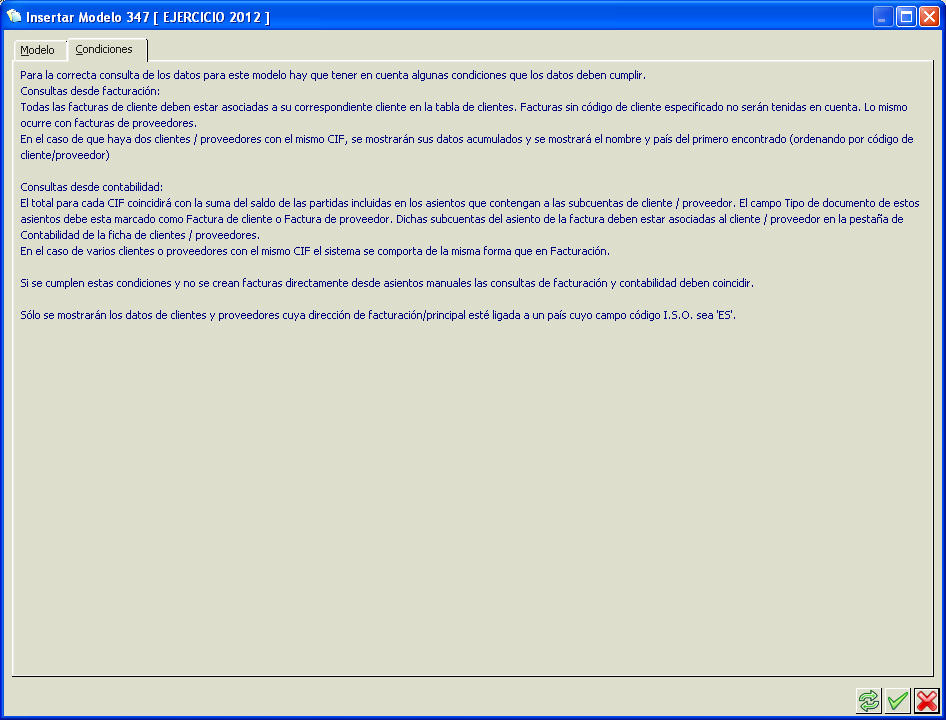 Insertar Modelo 347 [ EJERCICIO 2012 ]
Modelo
Condiciones
Para la correcta consulta de los datos para este modelo hay que tener en cuenta algunas condiciones que los datos deben cumplir.
Consultas desde facturación:
Todas las facturas de cliente deben estar asociadas a su correspondiente cliente en la tabla de clientes. Facturas sin código de cliente especificado no serán tenidas en cuenta. Lo mismo
ocurre con facturas de proveedores.
En el caso de que haya dos clientes / proveedores con el mismo CIF, se mostrarán sus datos acumulados y se mostrará el nombre y país del primero encontrado (ordenando por código de
cliente/proveedor)
Consultas desde contabilidad:
El total para cada CIF coincidirá con la suma del saldo de las partidas incluidas en los asientos que contengan a las subcuentas de cliente / proveedor. El campo Tipo de documento de estos
asientos debe esta marcado como Factura de cliente o Factura de proveedor. Dichas subcuentas del asiento de la factura deben estar asociadas al cliente / proveedor en la pestaña de
Contabilidad de la ficha de clientes / proveedores.
En el caso de varios clientes o proveedores con el mismo CIF el sistema se comporta de la misma forma que en Facturación.
Si se cumplen estas condiciones y no se crean facturas directamente desde asientos manuales las consultas de facturación y contabilidad deben coincidir.
Sólo se mostrarán los datos de clientes y proveedores cuya dirección de facturación/principal esté ligada a un país cuyo campo código I.S.O. sea 'ES'.